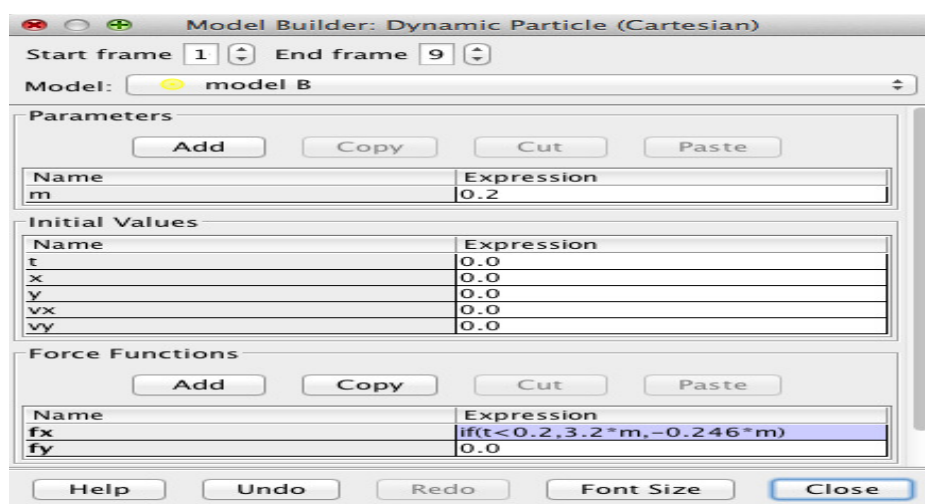 Model Builder: Dynamic Particle (Cartesian)
Start frame 1 End frame 9
Model: model B
Parameters
Add Copy Cut Paste
Name Expression
m 0.2
Initial Values
Name Expression
t 0.0
x 0.0
y 0.0
vx 0.0
vy 0.0
Force Functions
Add Copy Cut Paste
Name Expression
fx if(t<0.2,3.2*m,-0.246*m)
fy 0.0
Help Undo Redo Font Size Close